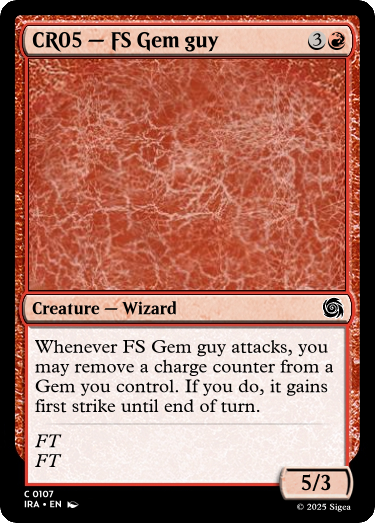 CR05 — FS Gem guy 3
Creature — Wizard
Whenever FS Gem guy attacks, you
may remove a charge counter from a
Gem you control. If you do, it gains
first strike until end of turn.
FT
FT
5/3
C 0107
IRA • EN
© 2025 Sigea